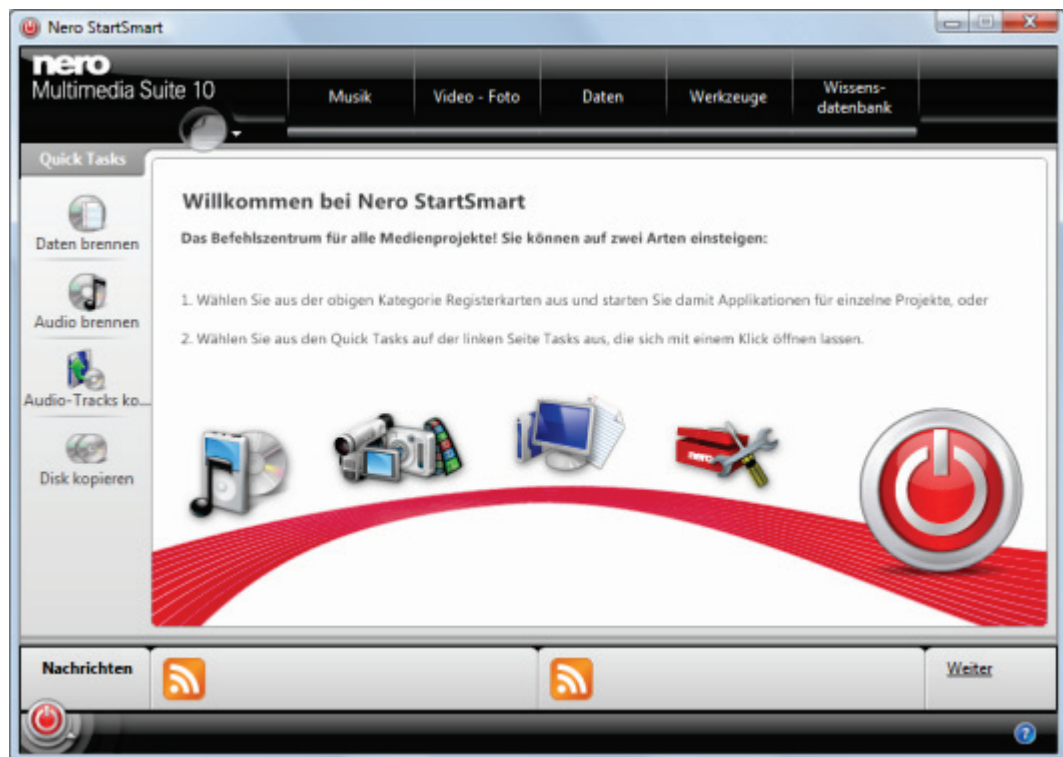 Nero StartSmart
nero
Multimedia Suite 10
Musik
Video - Foto
Daten
Werkzeuge
Wissens-
datenbank
Quick Tasks
Daten brennen
Audio brennen
Audio-Tracks ko...
Disk kopieren
Willkommen bei Nero StartSmart
Das Befehlszentrum für alle Medienprojekte! Sie können auf zwei Arten einsteigen:
1. Wählen Sie aus der obigen Kategorie Registerkarten aus und starten Sie damit Applikationen für einzelne Projekte, oder
2. Wählen Sie aus den Quick Tasks auf der linken Seite Tasks aus, die sich mit einem Klick öffnen lassen.
nero
Nachrichten
Weiter